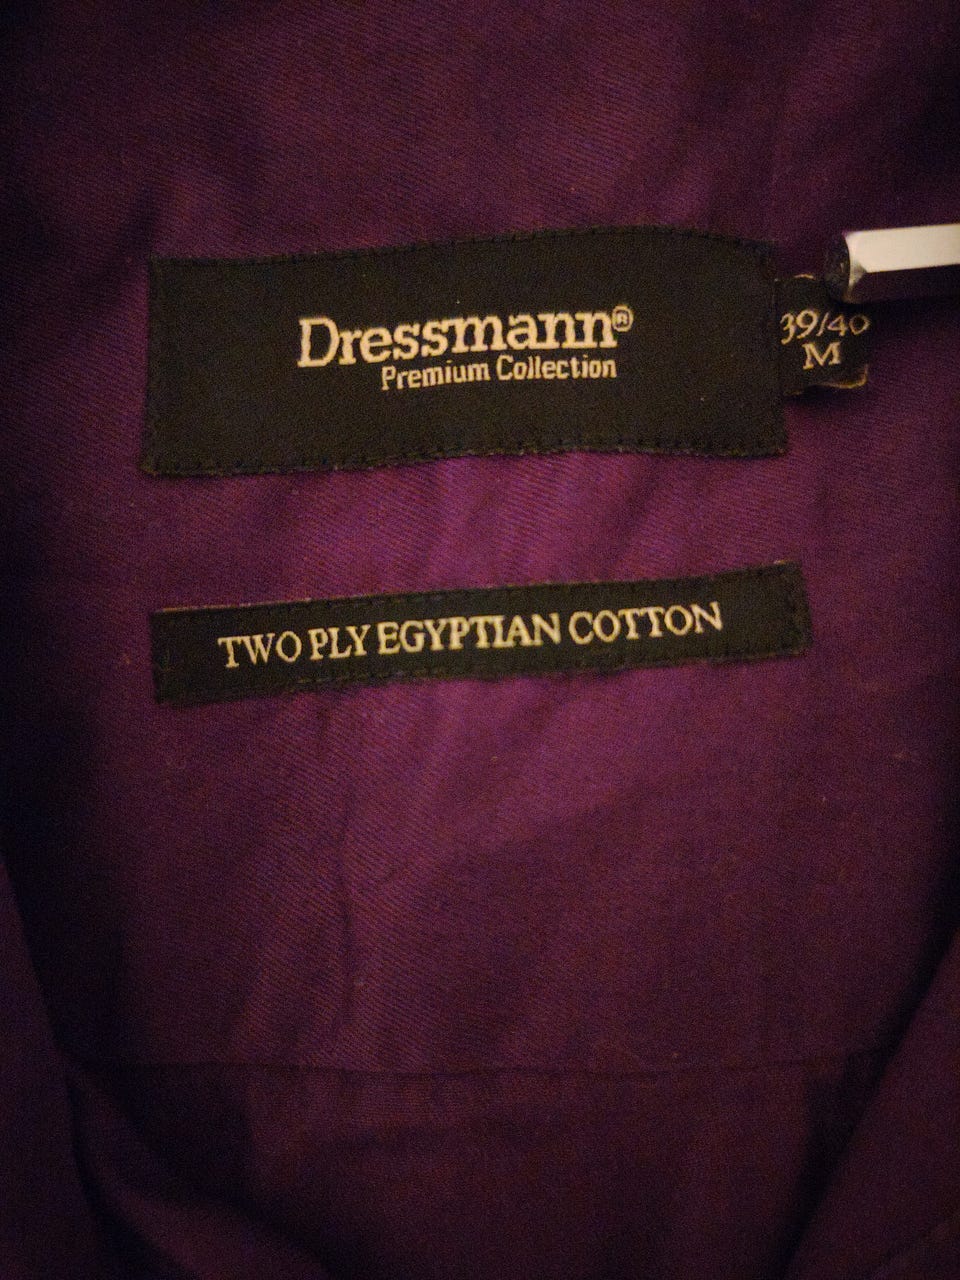 Dressmann®
Premium Collection
39/40
M
TWO PLY EGYPTIAN COTTON